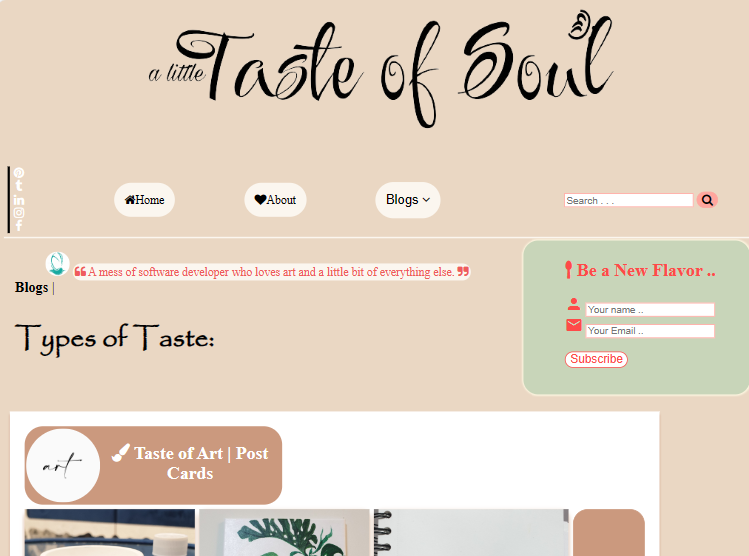 a little Taste of Soul
Home
About
Blogs
Search . . .
A mess of software developer who loves art and a little bit of everything else.
Blogs |
Be a New Flavor ..
Your name ..
Your Email ..
Subscribe
Types of Taste:
art
Taste of Art | Post
Cards